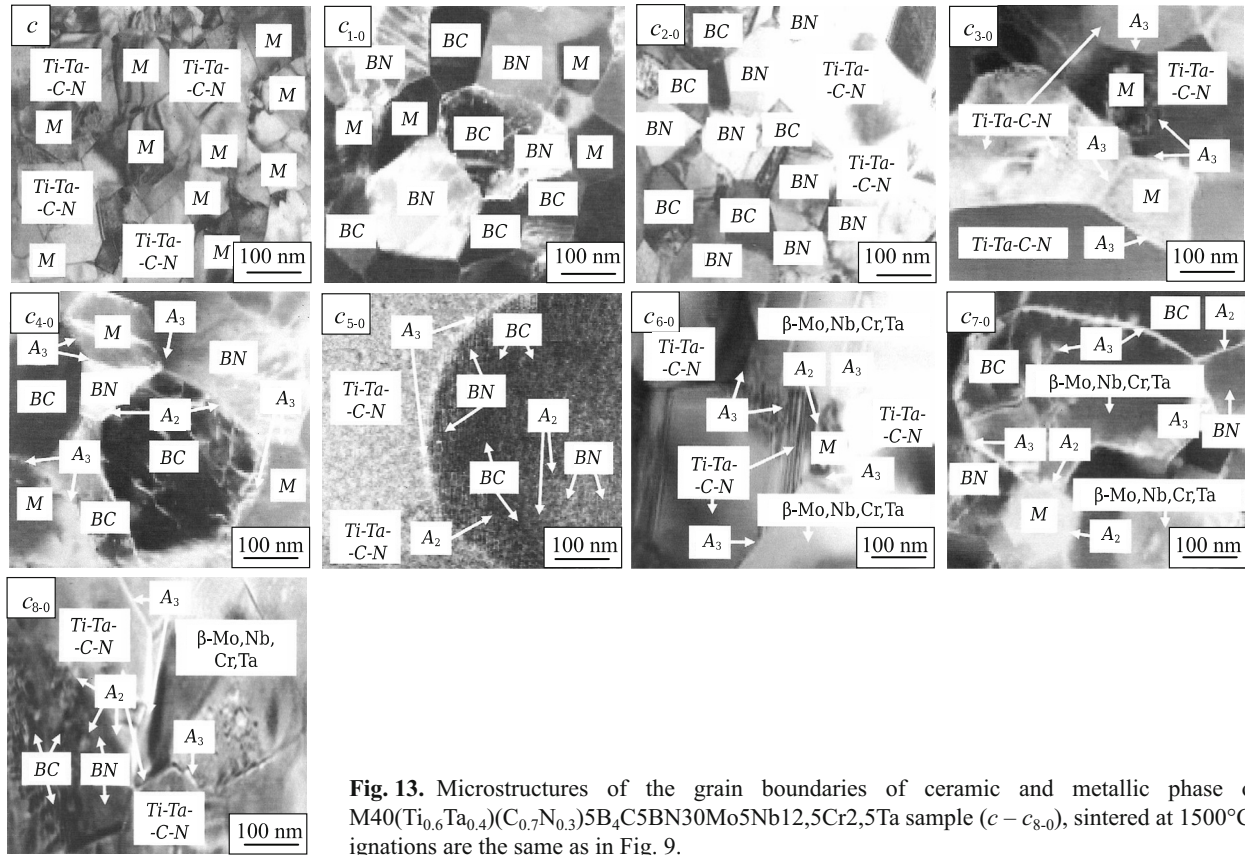 c
M
Ti-Ta-
-C-N
M
Ti-Ta-
-C-N
M
M
M
M
M
Ti-Ta-
-C-N
M
M
Ti-Ta-
-C-N
M
100 nm
c1-0
BC
BN
BN
M
M
M
BC
BN
M
BN
BC
BC
BC
100 nm
c2-0
BN
BC
BN
Ti-Ta-
-C-N
BC
BN
BN
BC
Ti-Ta-
-C-N
BN
BC
BC
BN
BN
BN
100 nm
c3-0
A3
M
Ti-Ta-
-C-N
Ti-Ta-C-N
A3
A3
M
Ti-Ta-C-N
A3
100 nm
c4-0
A3
M
A3
BN
BC
BN
A3
A2
A3
BC
M
M
BC
100 nm
c5-0
A3
BC
Ti-Ta-
-C-N
BN
A2
BC
BN
Ti-Ta-
-C-N
A2
100 nm
c6-0
β-Mo,Nb,Cr,Ta
Ti-Ta-
-C-N
A2
A3
A3
Ti-Ta-
-C-N
M
Ti-Ta-
-C-N
A3
β-Mo,Nb,Cr,Ta
A3
100 nm
c7-0
BC
A2
A3
BC
β-Mo,Nb,Cr,Ta
A3
BN
A3
A2
BN
β-Mo,Nb,Cr,Ta
M
A2
100 nm
c8-0
A3
Ti-Ta-
-C-N
β-Mo,Nb,
Cr,Ta
A2
A3
BC
BN
Ti-Ta-
-C-N
100 nm
Fig. 13. Microstructures of the grain boundaries of ceramic and metallic phase o
M40(Ti0.6Ta0.4)(C0.7N0.3)5B4C5BN30Mo5Nb12,5Cr2,5Ta sample (c – c8-0), sintered at 1500°C
ignations are the same as in Fig. 9.